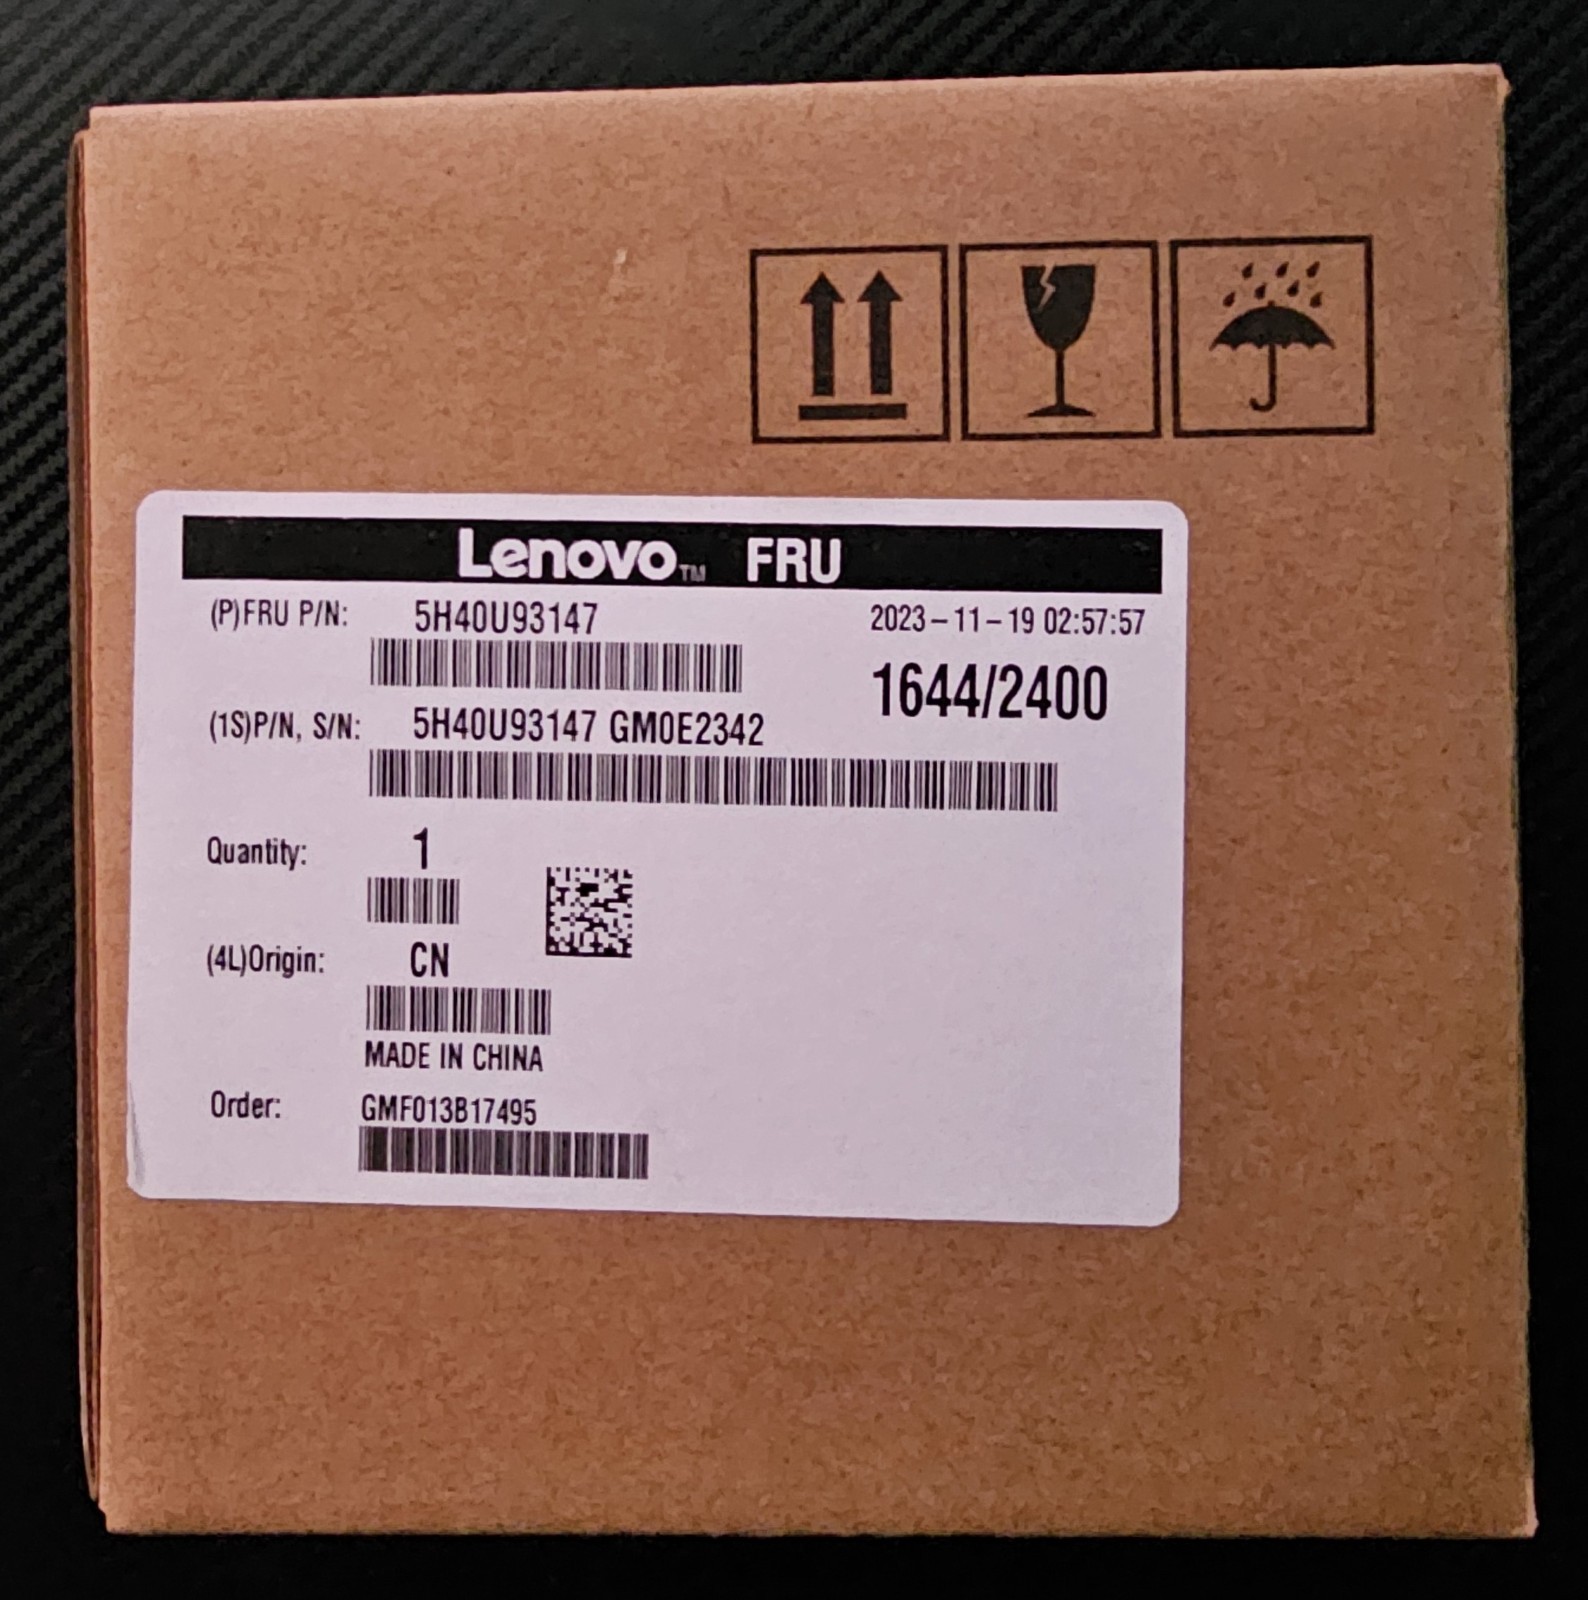 Lenovo™ FRU
(P)FRU P/N: 5H40U93147 2023-11-19 02:57:57
1644/2400
(1S)P/N, S/N: 5H40U93147 GM0E2342
Quantity: 1
(4L)Origin: CN
MADE IN CHINA
Order: GMF013B17495